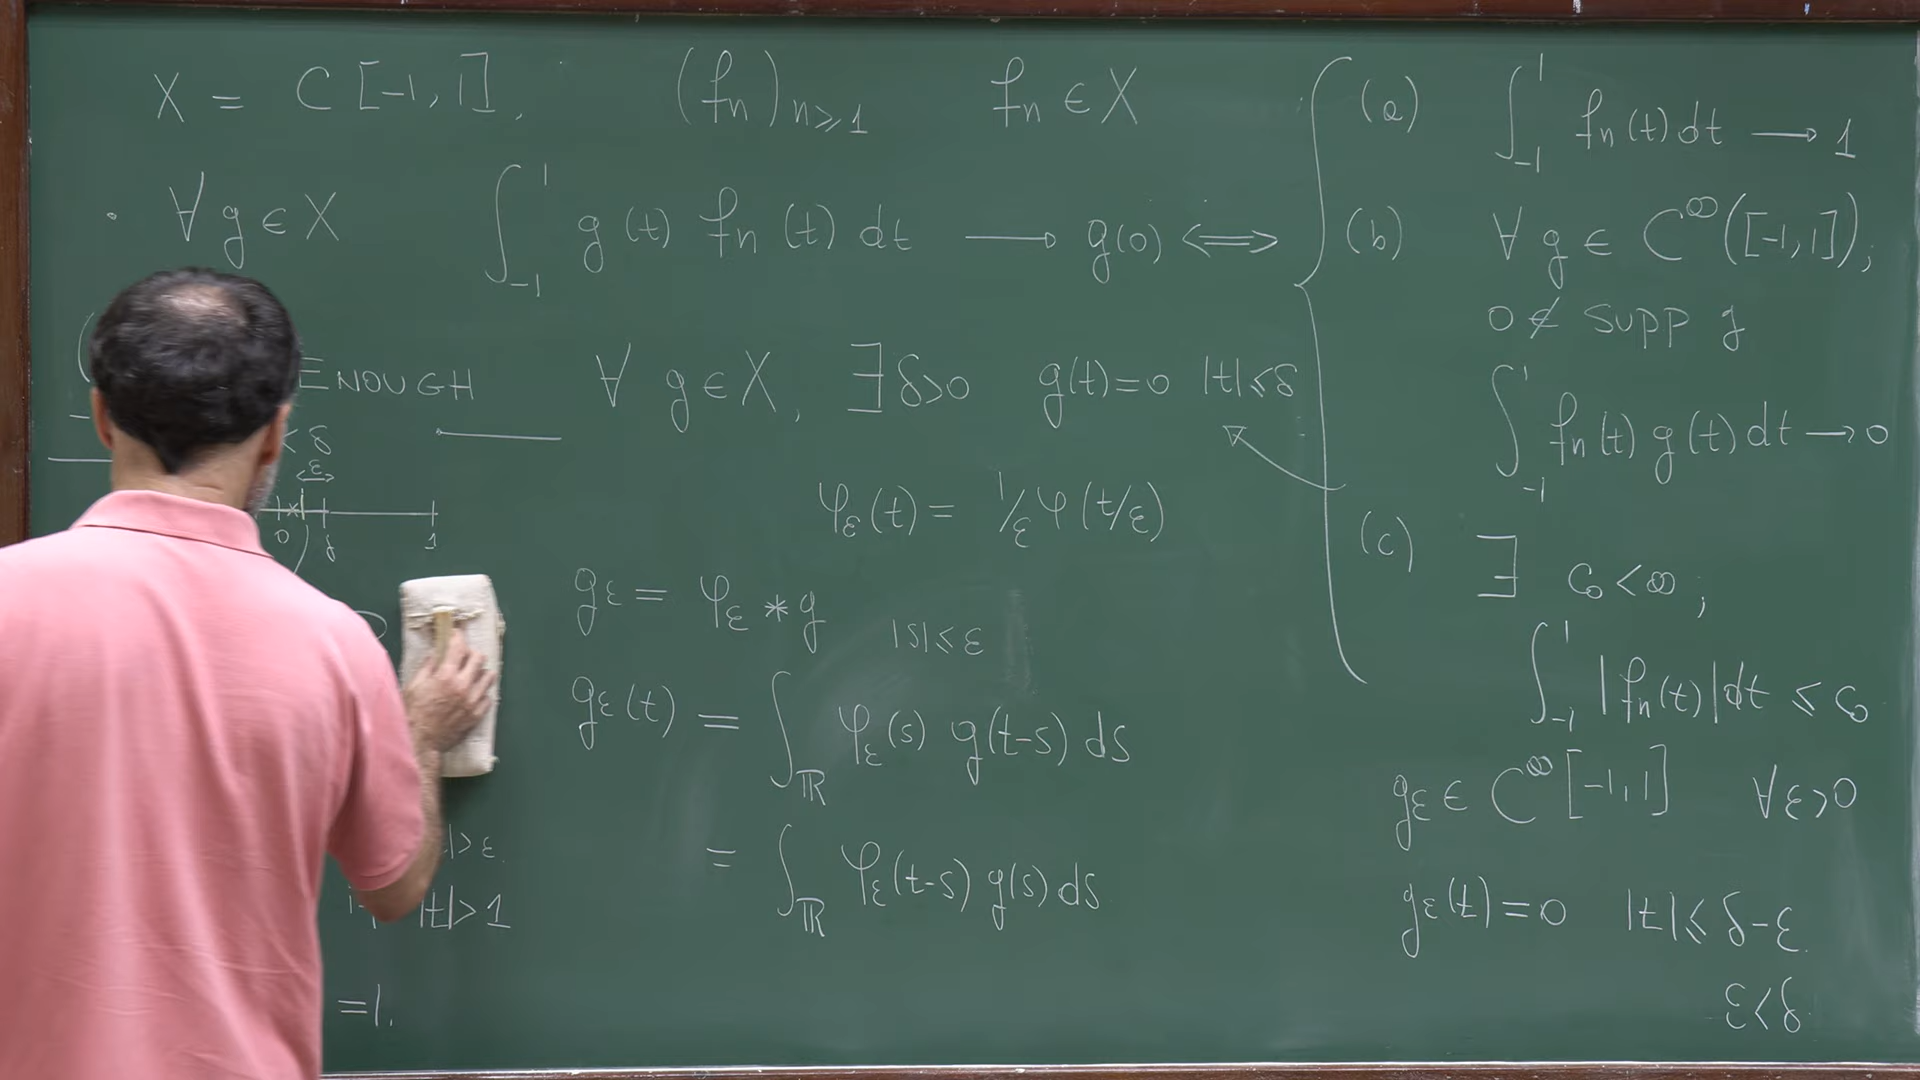 X = C[-1,1], (fn)n≥1 fn ∈ X
• ∀ g ∈ X ∫_{-1}^{1} g(t) fn(t) dt ⟶ g(0) ⟺
ENOUGH ∀ g ∈ X, ∃ δ>0 g(t)=0 |t|≤δ
< δ
ε
0 δ 1
φε(t) = 1/ε φ(t/ε)
gε = φε * g |s|≤ε
gε(t) = ∫_ℝ φε(s) g(t-s) ds
= ∫_ℝ φε(t-s) g(s) ds
|>ε.
|t|>1
=1.
(a) ∫_{-1}^{1} fn(t) dt ⟶ 1
(b) ∀ g ∈ C^∞([-1,1]);
0 ∉ SUPP g
∫_{-1}^{1} fn(t) g(t) dt ⟶ 0
(c) ∃ c₀ < ∞;
∫_{-1}^{1} |fn(t)| dt ≤ c₀
gε ∈ C^∞[-1,1] ∀ ε>0
gε(t)=0 |t|≤ δ-ε.
ε<δ